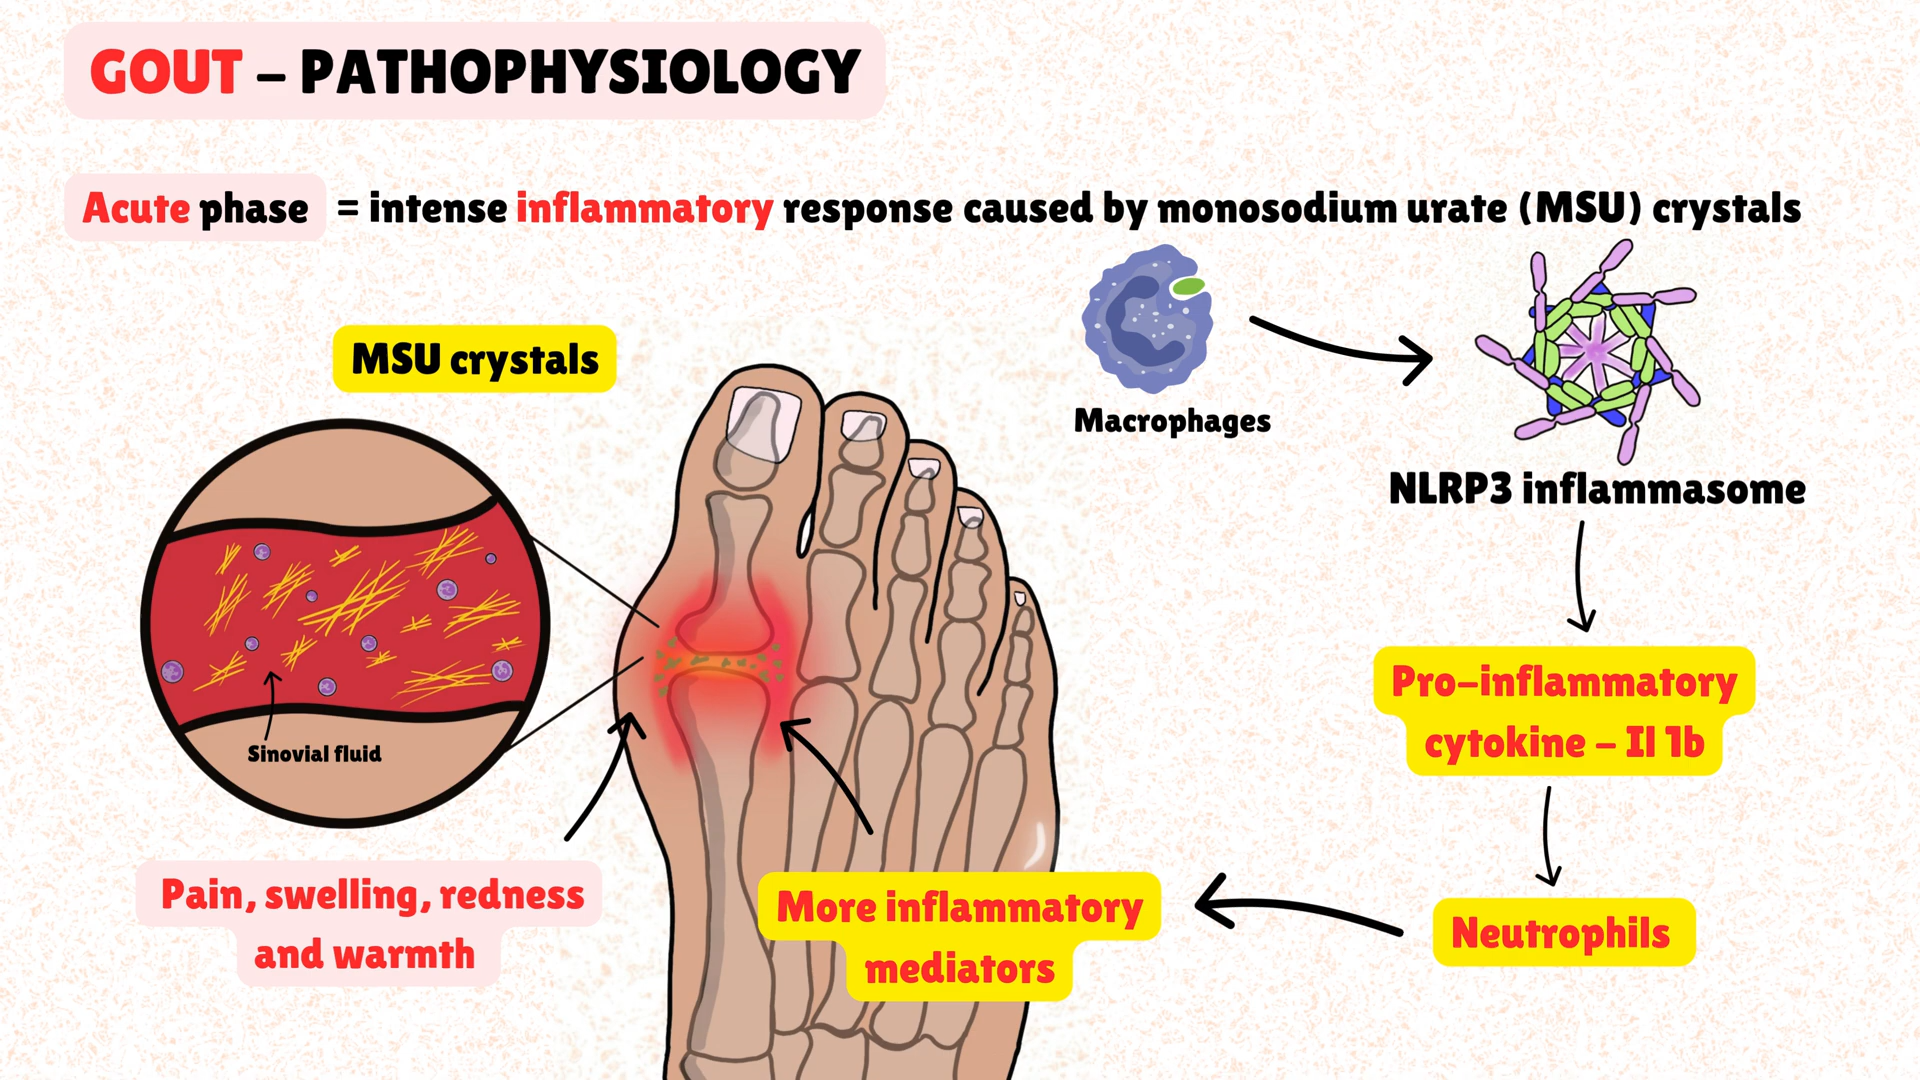 GOUT - PATHOPHYSIOLOGY
Acute phase = intense inflammatory response caused by monosodium urate (MSU) crystals
MSU crystals
Macrophages
NLRP3 inflammasome
Sinovial fluid
Pro-inflammatory
cytokine - Il 1b
Pain, swelling, redness
and warmth
More inflammatory
mediators
Neutrophils